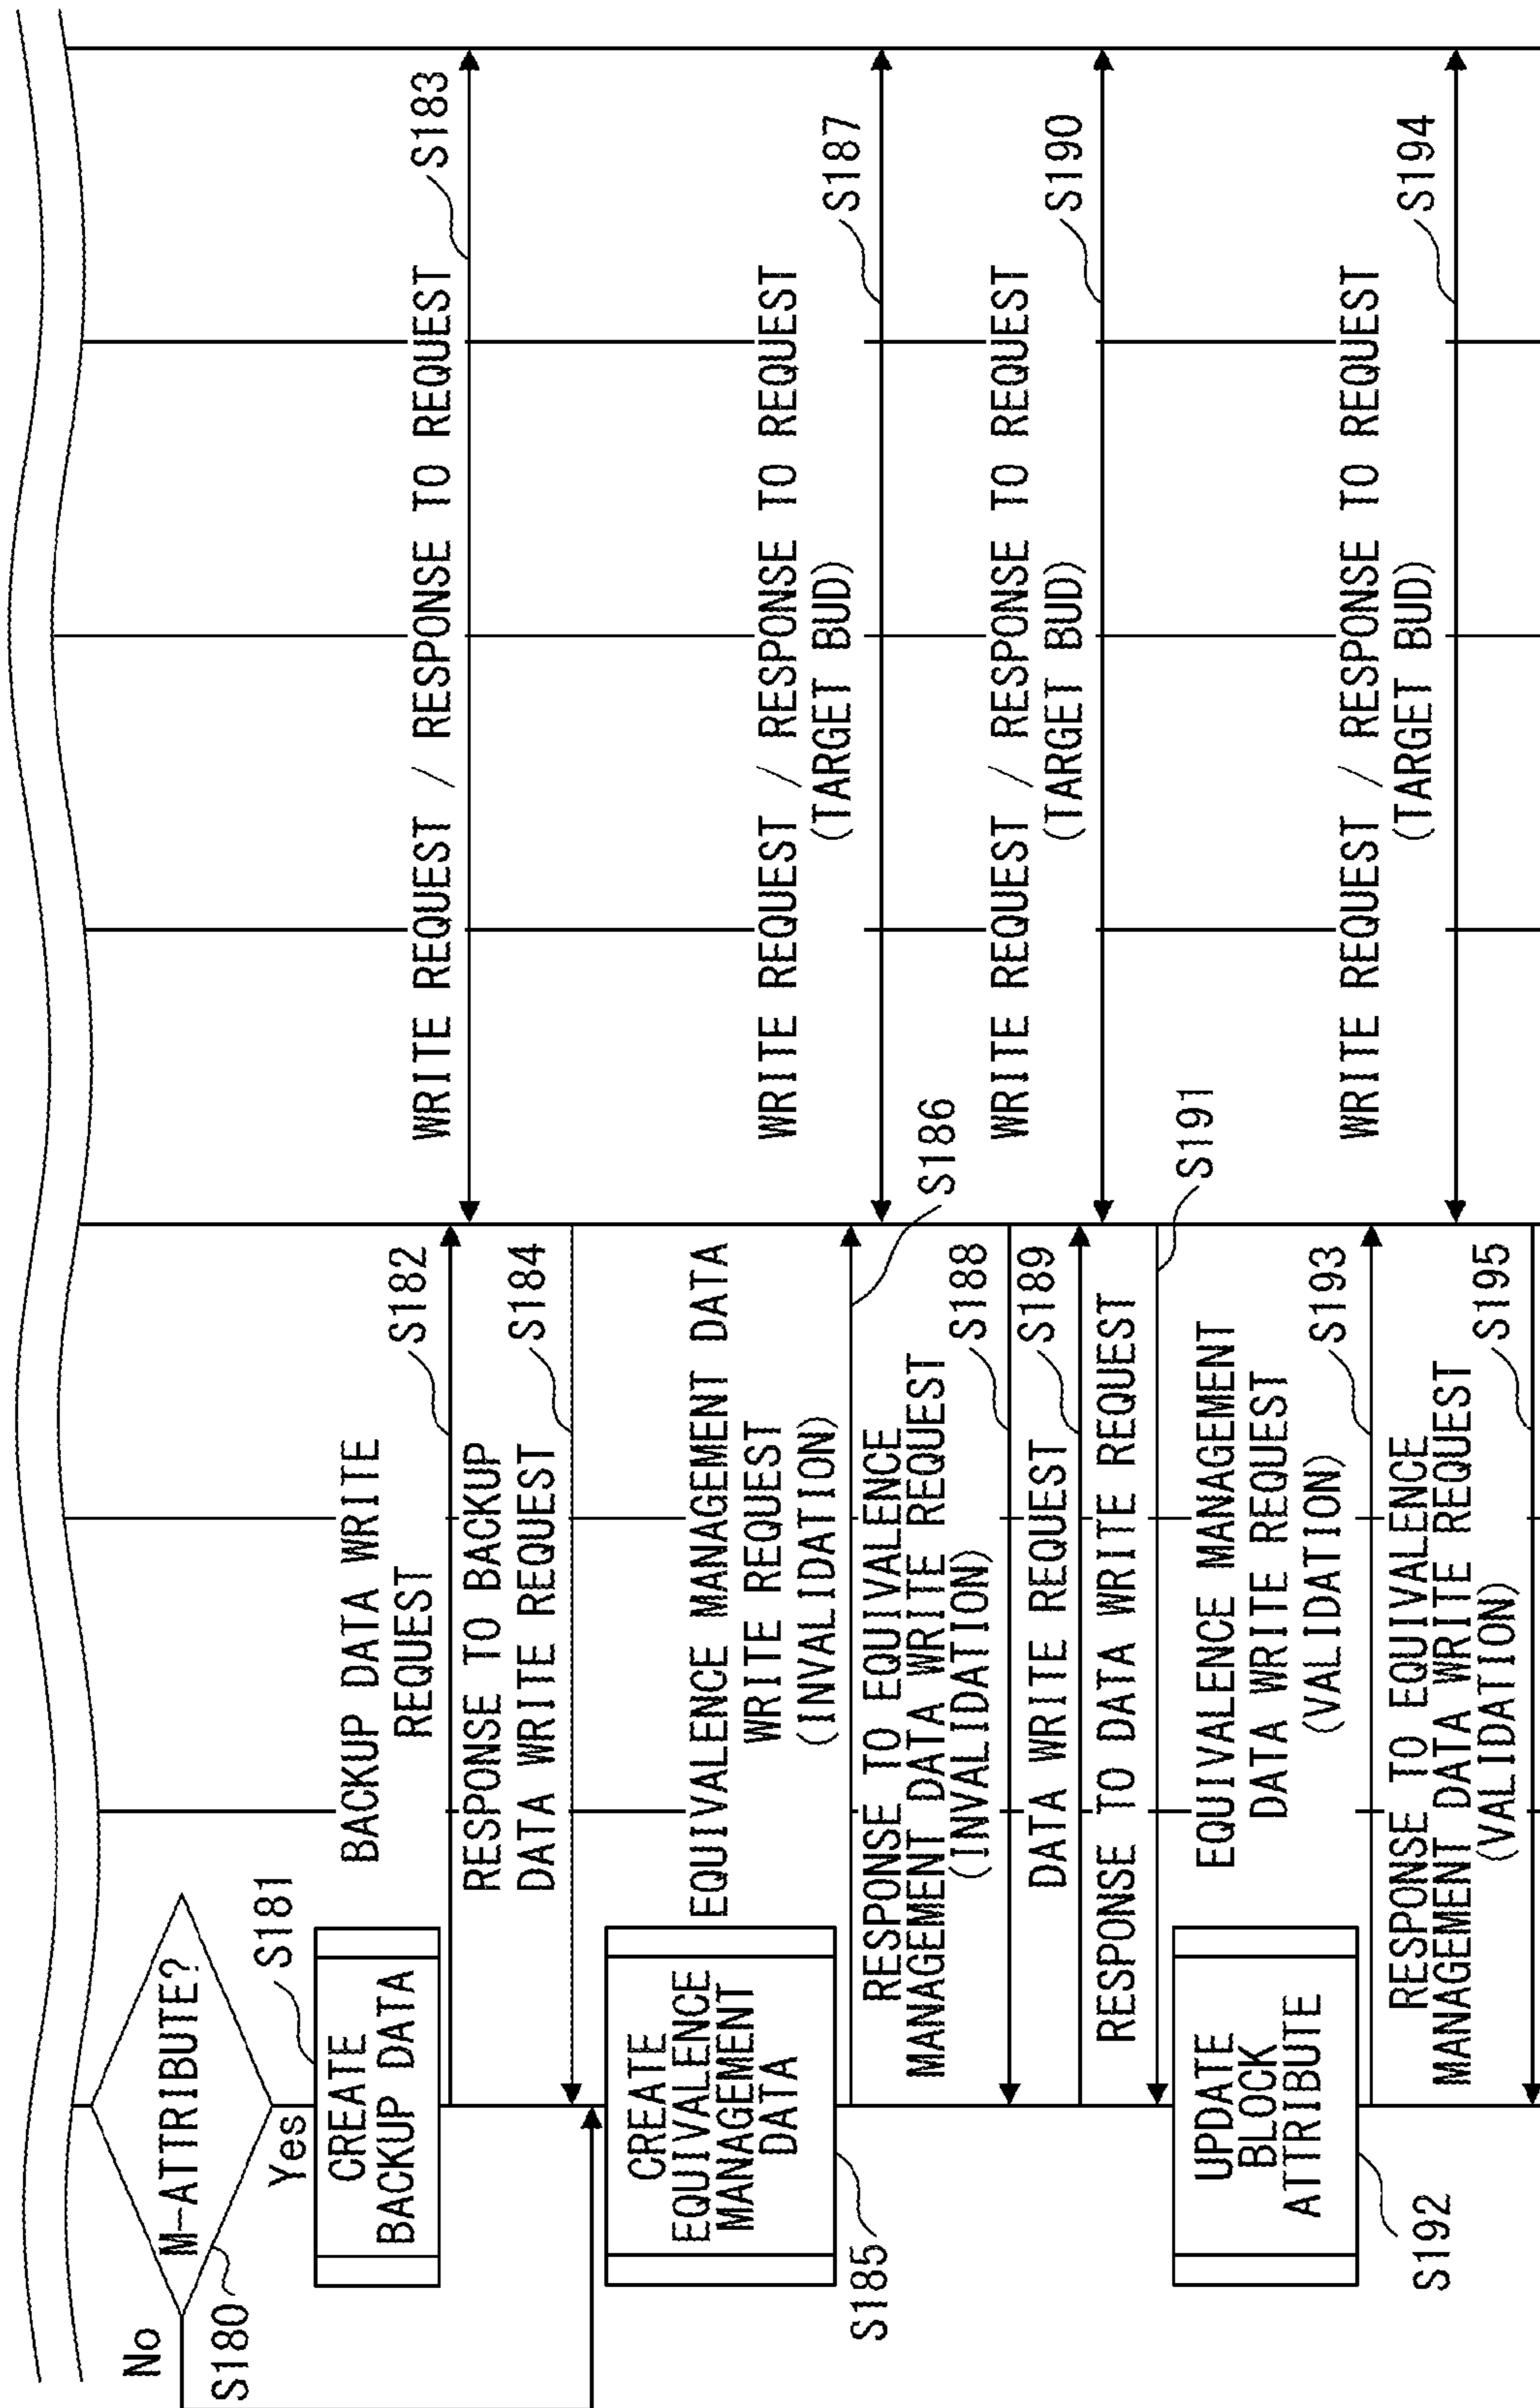 No
S180
M-ATTRIBUTE?
Yes
S181
CREATE
BACKUP DATA
BACKUP DATA WRITE
REQUEST
S182
WRITE REQUEST / RESPONSE TO REQUEST
S183
RESPONSE TO BACKUP
DATA WRITE REQUEST
S184
CREATE
EQUIVALENCE
MANAGEMENT
DATA
S185
EQUIVALENCE MANAGEMENT DATA
WRITE REQUEST
(INVALIDATION)
S186
WRITE REQUEST / RESPONSE TO REQUEST
(TARGET BUD)
S187
RESPONSE TO EQUIVALENCE
MANAGEMENT DATA WRITE REQUEST
(INVALIDATION)
S188
DATA WRITE REQUEST
S189
WRITE REQUEST / RESPONSE TO REQUEST
(TARGET BUD)
S190
RESPONSE TO DATA WRITE REQUEST
S191
UPDATE
BLOCK
ATTRIBUTE
S192
EQUIVALENCE MANAGEMENT
DATA WRITE REQUEST
(VALIDATION)
S193
WRITE REQUEST / RESPONSE TO REQUEST
(TARGET BUD)
S194
RESPONSE TO EQUIVALENCE
MANAGEMENT DATA WRITE REQUEST
(VALIDATION)
S195